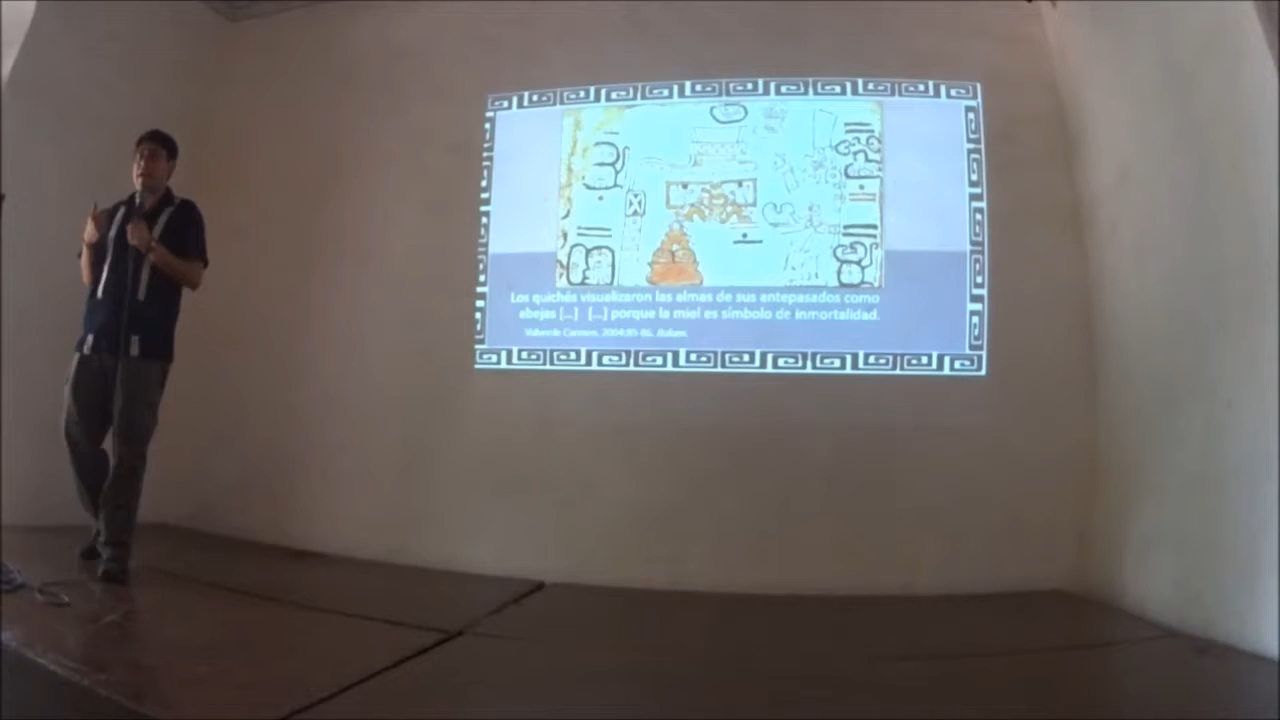 Los quichés visualizaron las almas de sus antepasados como
abejas [...] [...] porque la miel es símbolo de inmortalidad.
Valverde Carmen. 2004:85-86. Balam.